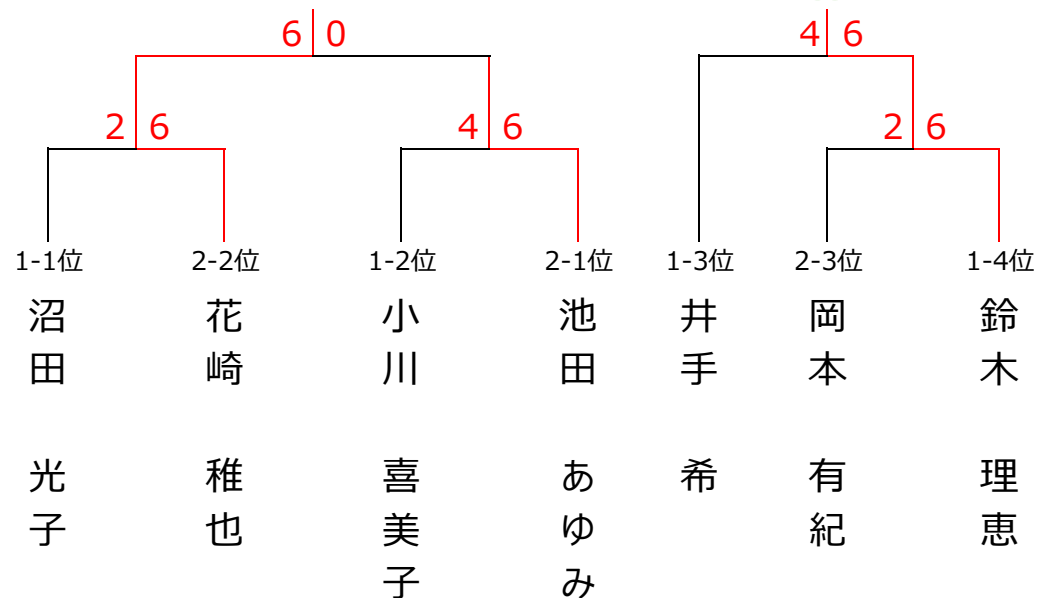 6 0
4 6
2 6
4 6
2 6
1-1位
2-2位
1-2位
2-1位
1-3位
2-3位
1-4位
沼田 光子
花崎 稚也
小川 喜美子
池田 あゆみ
井手 希
岡本 有紀
鈴木 理恵